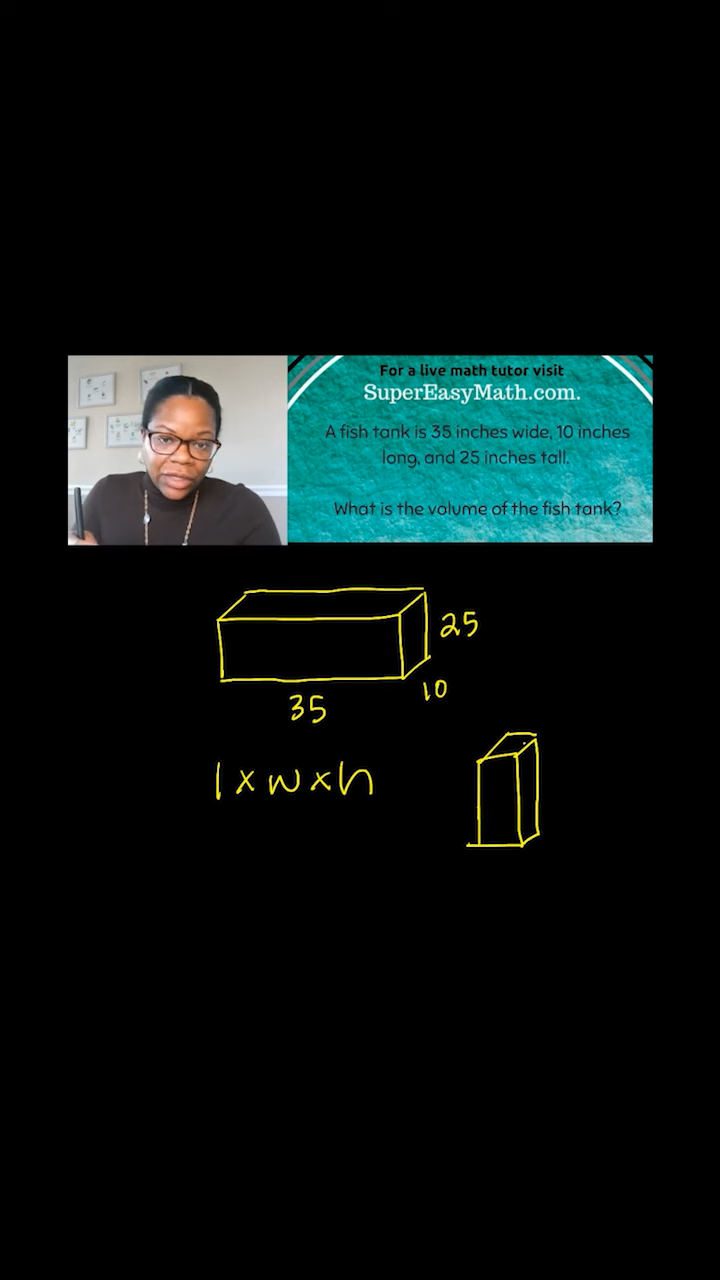 For a live math tutor visit
SuperEasyMath.com.
A fish tank is 35 inches wide, 10 inches
long, and 25 inches tall.
What is the volume of the fish tank?
25
10
35
l x w x h